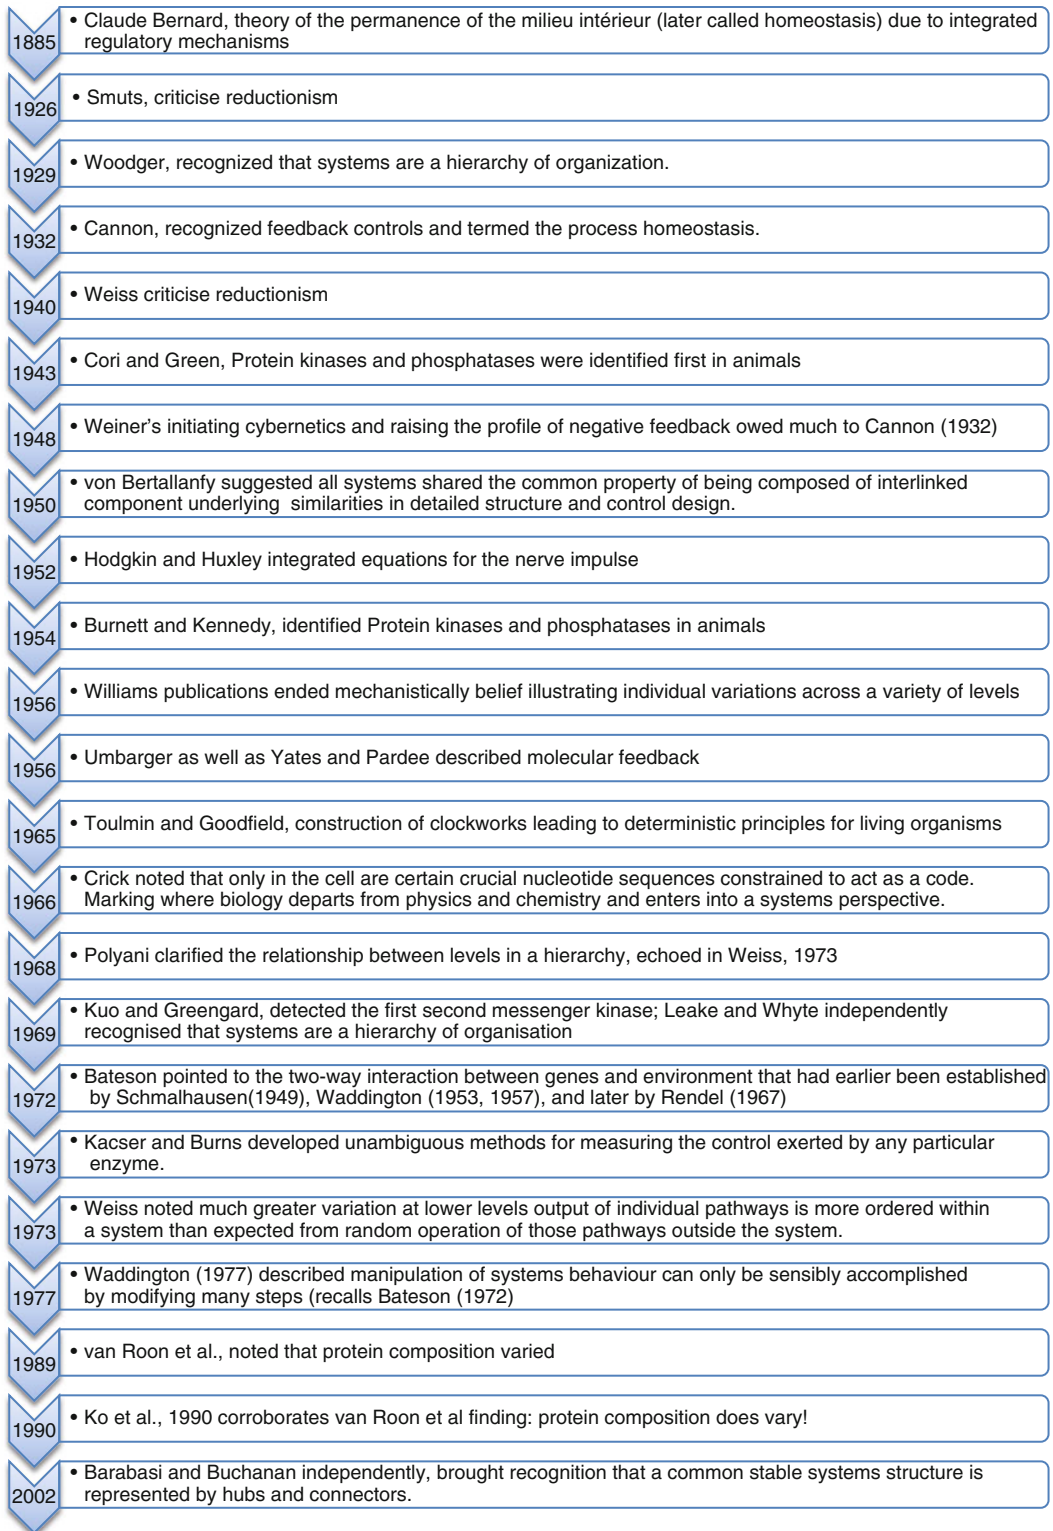 1885
• Claude Bernard, theory of the permanence of the milieu intérieur (later called homeostasis) due to integrated
regulatory mechanisms
1926
• Smuts, criticise reductionism
1929
• Woodger, recognized that systems are a hierarchy of organization.
1932
• Cannon, recognized feedback controls and termed the process homeostasis.
1940
• Weiss criticise reductionism
1943
• Cori and Green, Protein kinases and phosphatases were identified first in animals
1948
• Weiner’s initiating cybernetics and raising the profile of negative feedback owed much to Cannon (1932)
1950
• von Bertallanfy suggested all systems shared the common property of being composed of interlinked
component underlying similarities in detailed structure and control design.
1952
• Hodgkin and Huxley integrated equations for the nerve impulse
1954
• Burnett and Kennedy, identified Protein kinases and phosphatases in animals
1956
• Williams publications ended mechanistically belief illustrating individual variations across a variety of levels
1956
• Umbarger as well as Yates and Pardee described molecular feedback
1965
• Toulmin and Goodfield, construction of clockworks leading to deterministic principles for living organisms
1966
• Crick noted that only in the cell are certain crucial nucleotide sequences constrained to act as a code.
Marking where biology departs from physics and chemistry and enters into a systems perspective.
1968
• Polyani clarified the relationship between levels in a hierarchy, echoed in Weiss, 1973
1969
• Kuo and Greengard, detected the first second messenger kinase; Leake and Whyte independently
recognised that systems are a hierarchy of organisation
1972
• Bateson pointed to the two-way interaction between genes and environment that had earlier been established
by Schmalhausen(1949), Waddington (1953, 1957), and later by Rendel (1967)
1973
• Kacser and Burns developed unambiguous methods for measuring the control exerted by any particular
enzyme.
1973
• Weiss noted much greater variation at lower levels output of individual pathways is more ordered within
a system than expected from random operation of those pathways outside the system.
1977
• Waddington (1977) described manipulation of systems behaviour can only be sensibly accomplished
by modifying many steps (recalls Bateson (1972)
1989
• van Roon et al., noted that protein composition varied
1990
• Ko et al., 1990 corroborates van Roon et al finding: protein composition does vary!
2002
• Barabasi and Buchanan independently, brought recognition that a common stable systems structure is
represented by hubs and connectors.